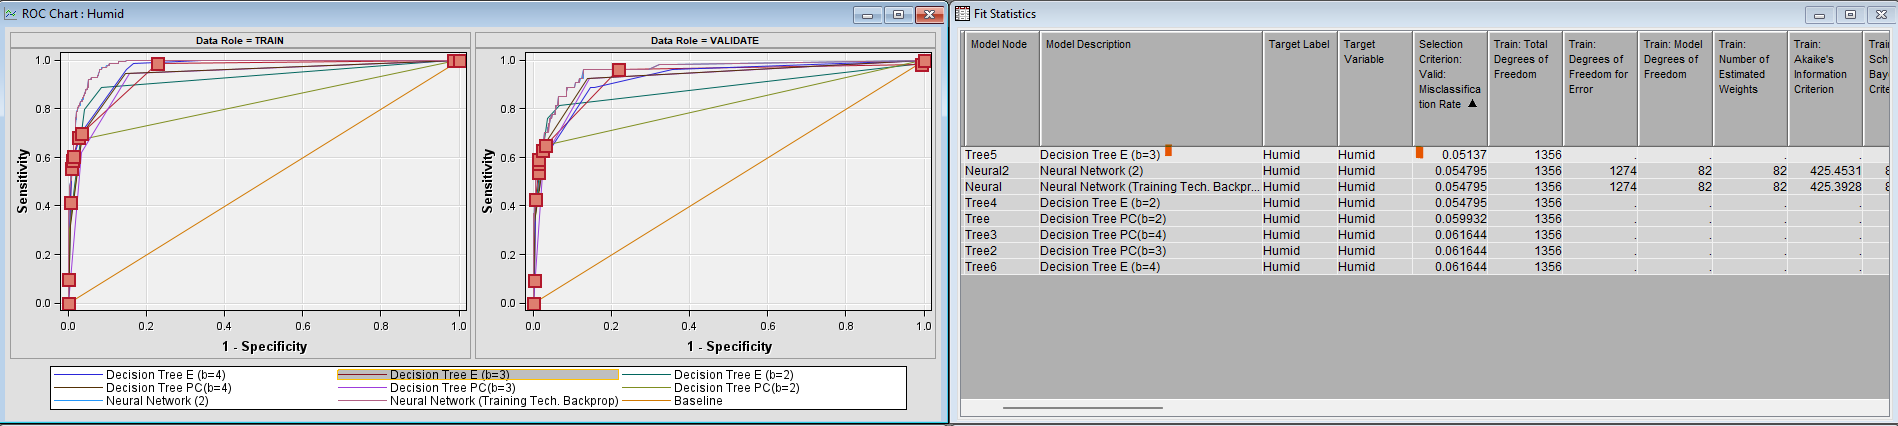 ROC Chart : Humid
Data Role = TRAIN
Data Role = VALIDATE
Sensitivity
1.0
0.8
0.6
0.4
0.2
0.0
0.0 0.2 0.4 0.6 0.8 1.0
1 - Specificity
Sensitivity
1.0
0.8
0.6
0.4
0.2
0.0
0.0 0.2 0.4 0.6 0.8 1.0
1 - Specificity
Decision Tree E (b=4) Decision Tree E (b=3) Decision Tree E (b=2)
Decision Tree PC(b=4) Decision Tree PC(b=3) Decision Tree PC(b=2)
Neural Network (2) Neural Network (Training Tech. Backprop) Baseline
Fit Statistics
Model Node
Model Description
Target Label
Target
Variable
Selection
Criterion:
Valid:
Misclassifica
tion Rate ▲
Train: Total
Degrees of
Freedom
Train:
Degrees of
Freedom for
Error
Train: Model
Degrees of
Freedom
Train:
Number of
Estimated
Weights
Train:
Akaike's
Information
Criterion
Trai
Sch
Bay
Crite
Tree5 Decision Tree E (b=3) Humid Humid 0.05137 1356 . . . .
Neural2 Neural Network (2) Humid Humid 0.054795 1356 1274 82 82 425.4531
Neural Neural Network (Training Tech. Backpr... Humid Humid 0.054795 1356 1274 82 82 425.3928
Tree4 Decision Tree E (b=2) Humid Humid 0.054795 1356 . . . .
Tree Decision Tree PC(b=2) Humid Humid 0.059932 1356 . . . .
Tree3 Decision Tree PC(b=4) Humid Humid 0.061644 1356 . . . .
Tree2 Decision Tree PC(b=3) Humid Humid 0.061644 1356 . . . .
Tree6 Decision Tree E (b=4) Humid Humid 0.061644 1356 . . . .